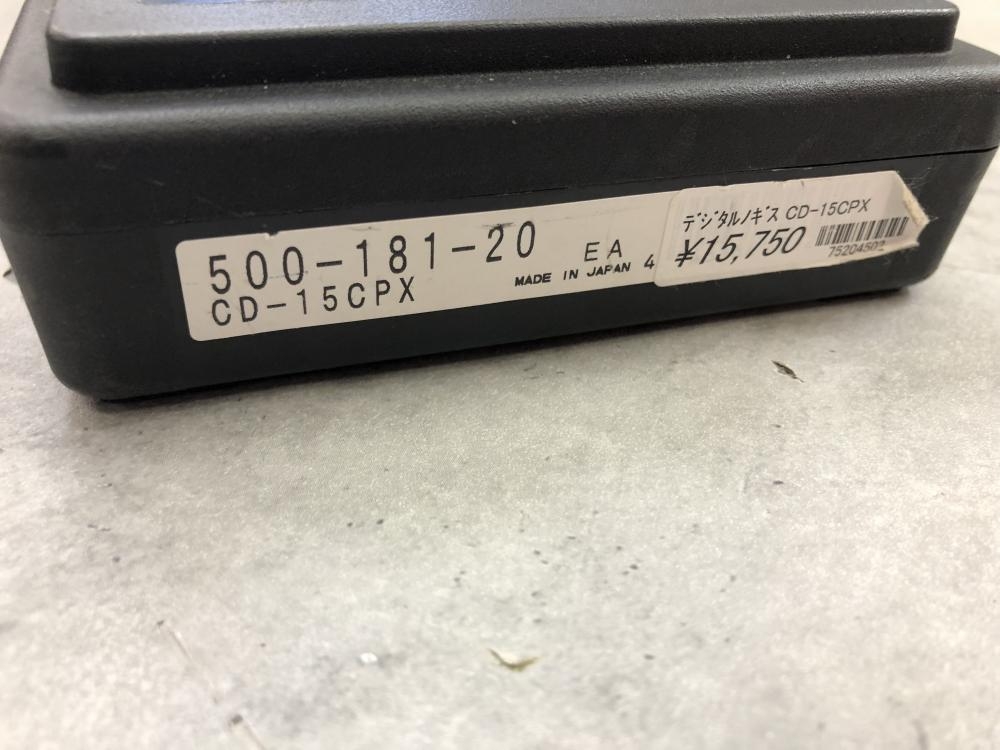 500-181-20
CD-15CPX
EA
MADE IN JAPAN 4
ﾃﾞｼﾞﾀﾙﾉｷﾞｽ CD-15CPX
¥15,750
75204502